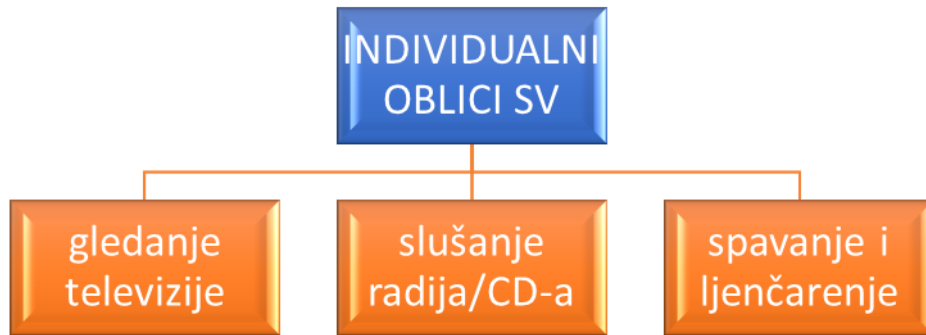 INDIVIDUALNI
OBLICI SV
gledanje
televizije
slušanje
radija/CD-a
spavanje i
ljenčarenje